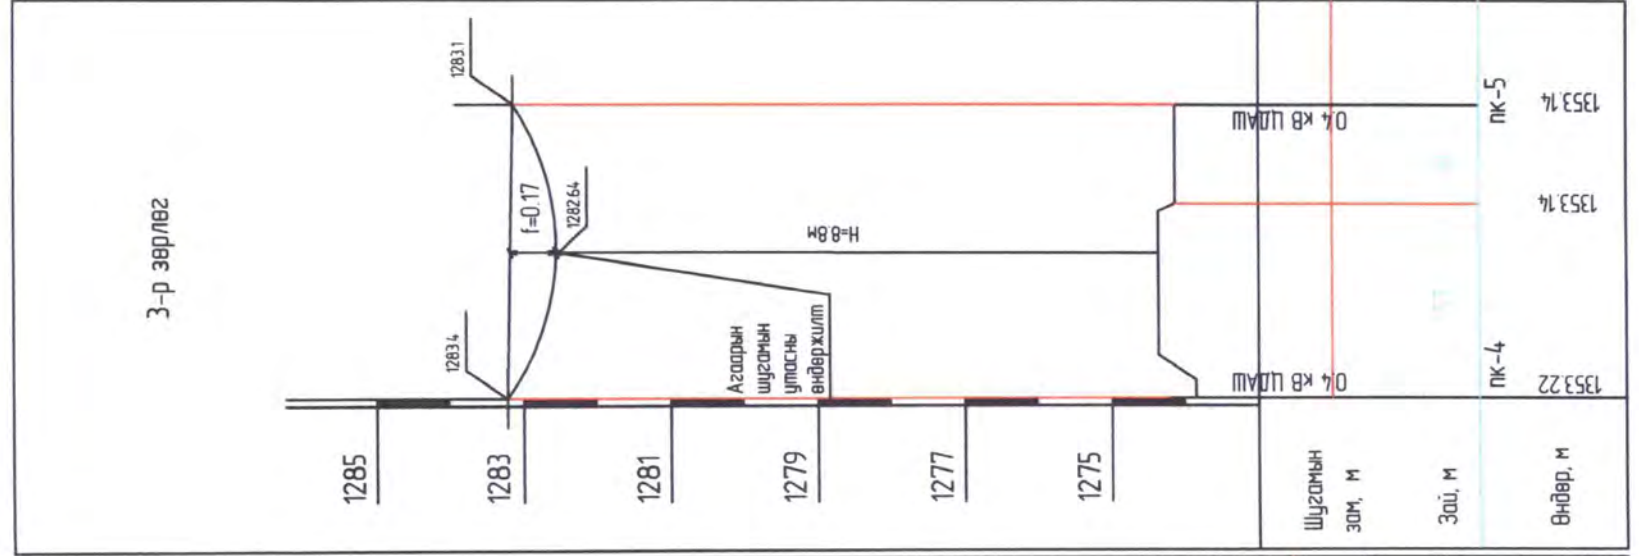 3-р зөрлөг
1283.4
1283.1
f=0.17
1282.64
H=8.8м
Агаарын
шугамын
утасны
өндөржилт
1285
1283
1281
1279
1277
1275
0.4 кВ ЦДАШ
0.4 кВ ЦДАШ
Шугамын
зам, м
Зай, м
ПК-4
ПК-5
Өндөр, м
1353.22
1353.14
1353.14